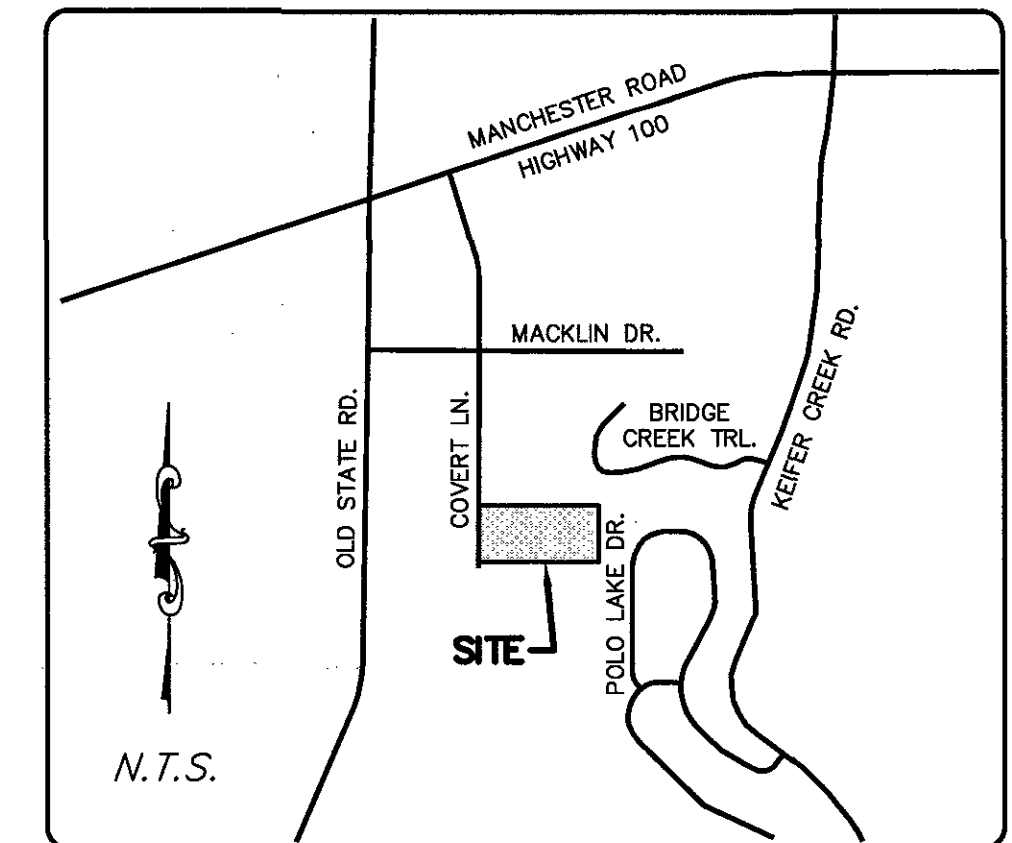 MANCHESTER ROAD
HIGHWAY 100
MACKLIN DR.
OLD STATE RD.
COVERT LN.
BRIDGE
CREEK TRL.
KEIFER CREEK RD.
POLO LAKE DR.
SITE
N.T.S.